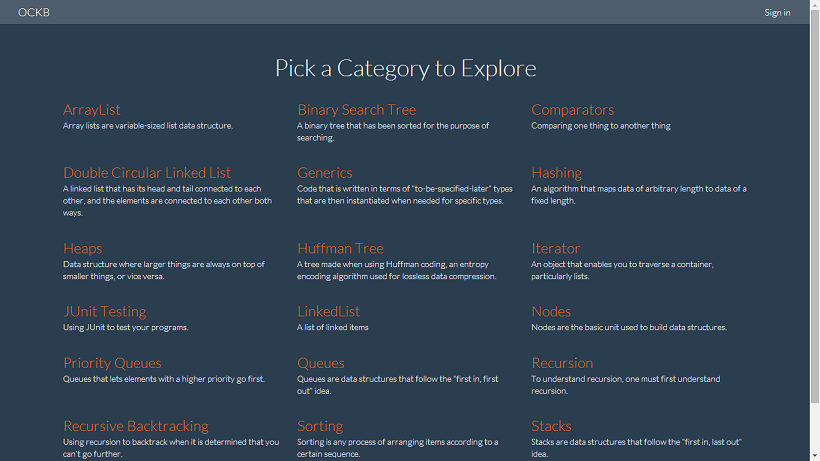 OCKB
Sign in
Pick a Category to Explore
ArrayList
Array lists are variable-sized list data structure.
Binary Search Tree
A binary tree that has been sorted for the purpose of
searching.
Comparators
Comparing one thing to another thing
Double Circular Linked List
A linked list that has its head and tail connected to each
other, and the elements are connected to each other both
ways.
Generics
Code that is written in terms of "to-be-specified-later" types
that are then instantiated when needed for specific types.
Hashing
An algorithm that maps data of arbitrary length to data of a
fixed length.
Heaps
Data structure where larger things are always on top of
smaller things, or vice versa.
Huffman Tree
A tree made when using Huffman coding, an entropy
encoding algorithm used for lossless data compression.
Iterator
An object that enables you to traverse a container,
particularly lists.
JUnit Testing
Using JUnit to test your programs.
LinkedList
A list of linked items
Nodes
Nodes are the basic unit used to build data structures.
Priority Queues
Queues that lets elements with a higher priority go first.
Queues
Queues are data structures that follow the "first in, first
out" idea.
Recursion
To understand recursion, one must first understand
recursion.
Recursive Backtracking
Using recursion to backtrack when it is determined that you
can't go further.
Sorting
Sorting is any process of arranging items according to a
certain sequence.
Stacks
Stacks are data structures that follow the "first in, last out"
idea.